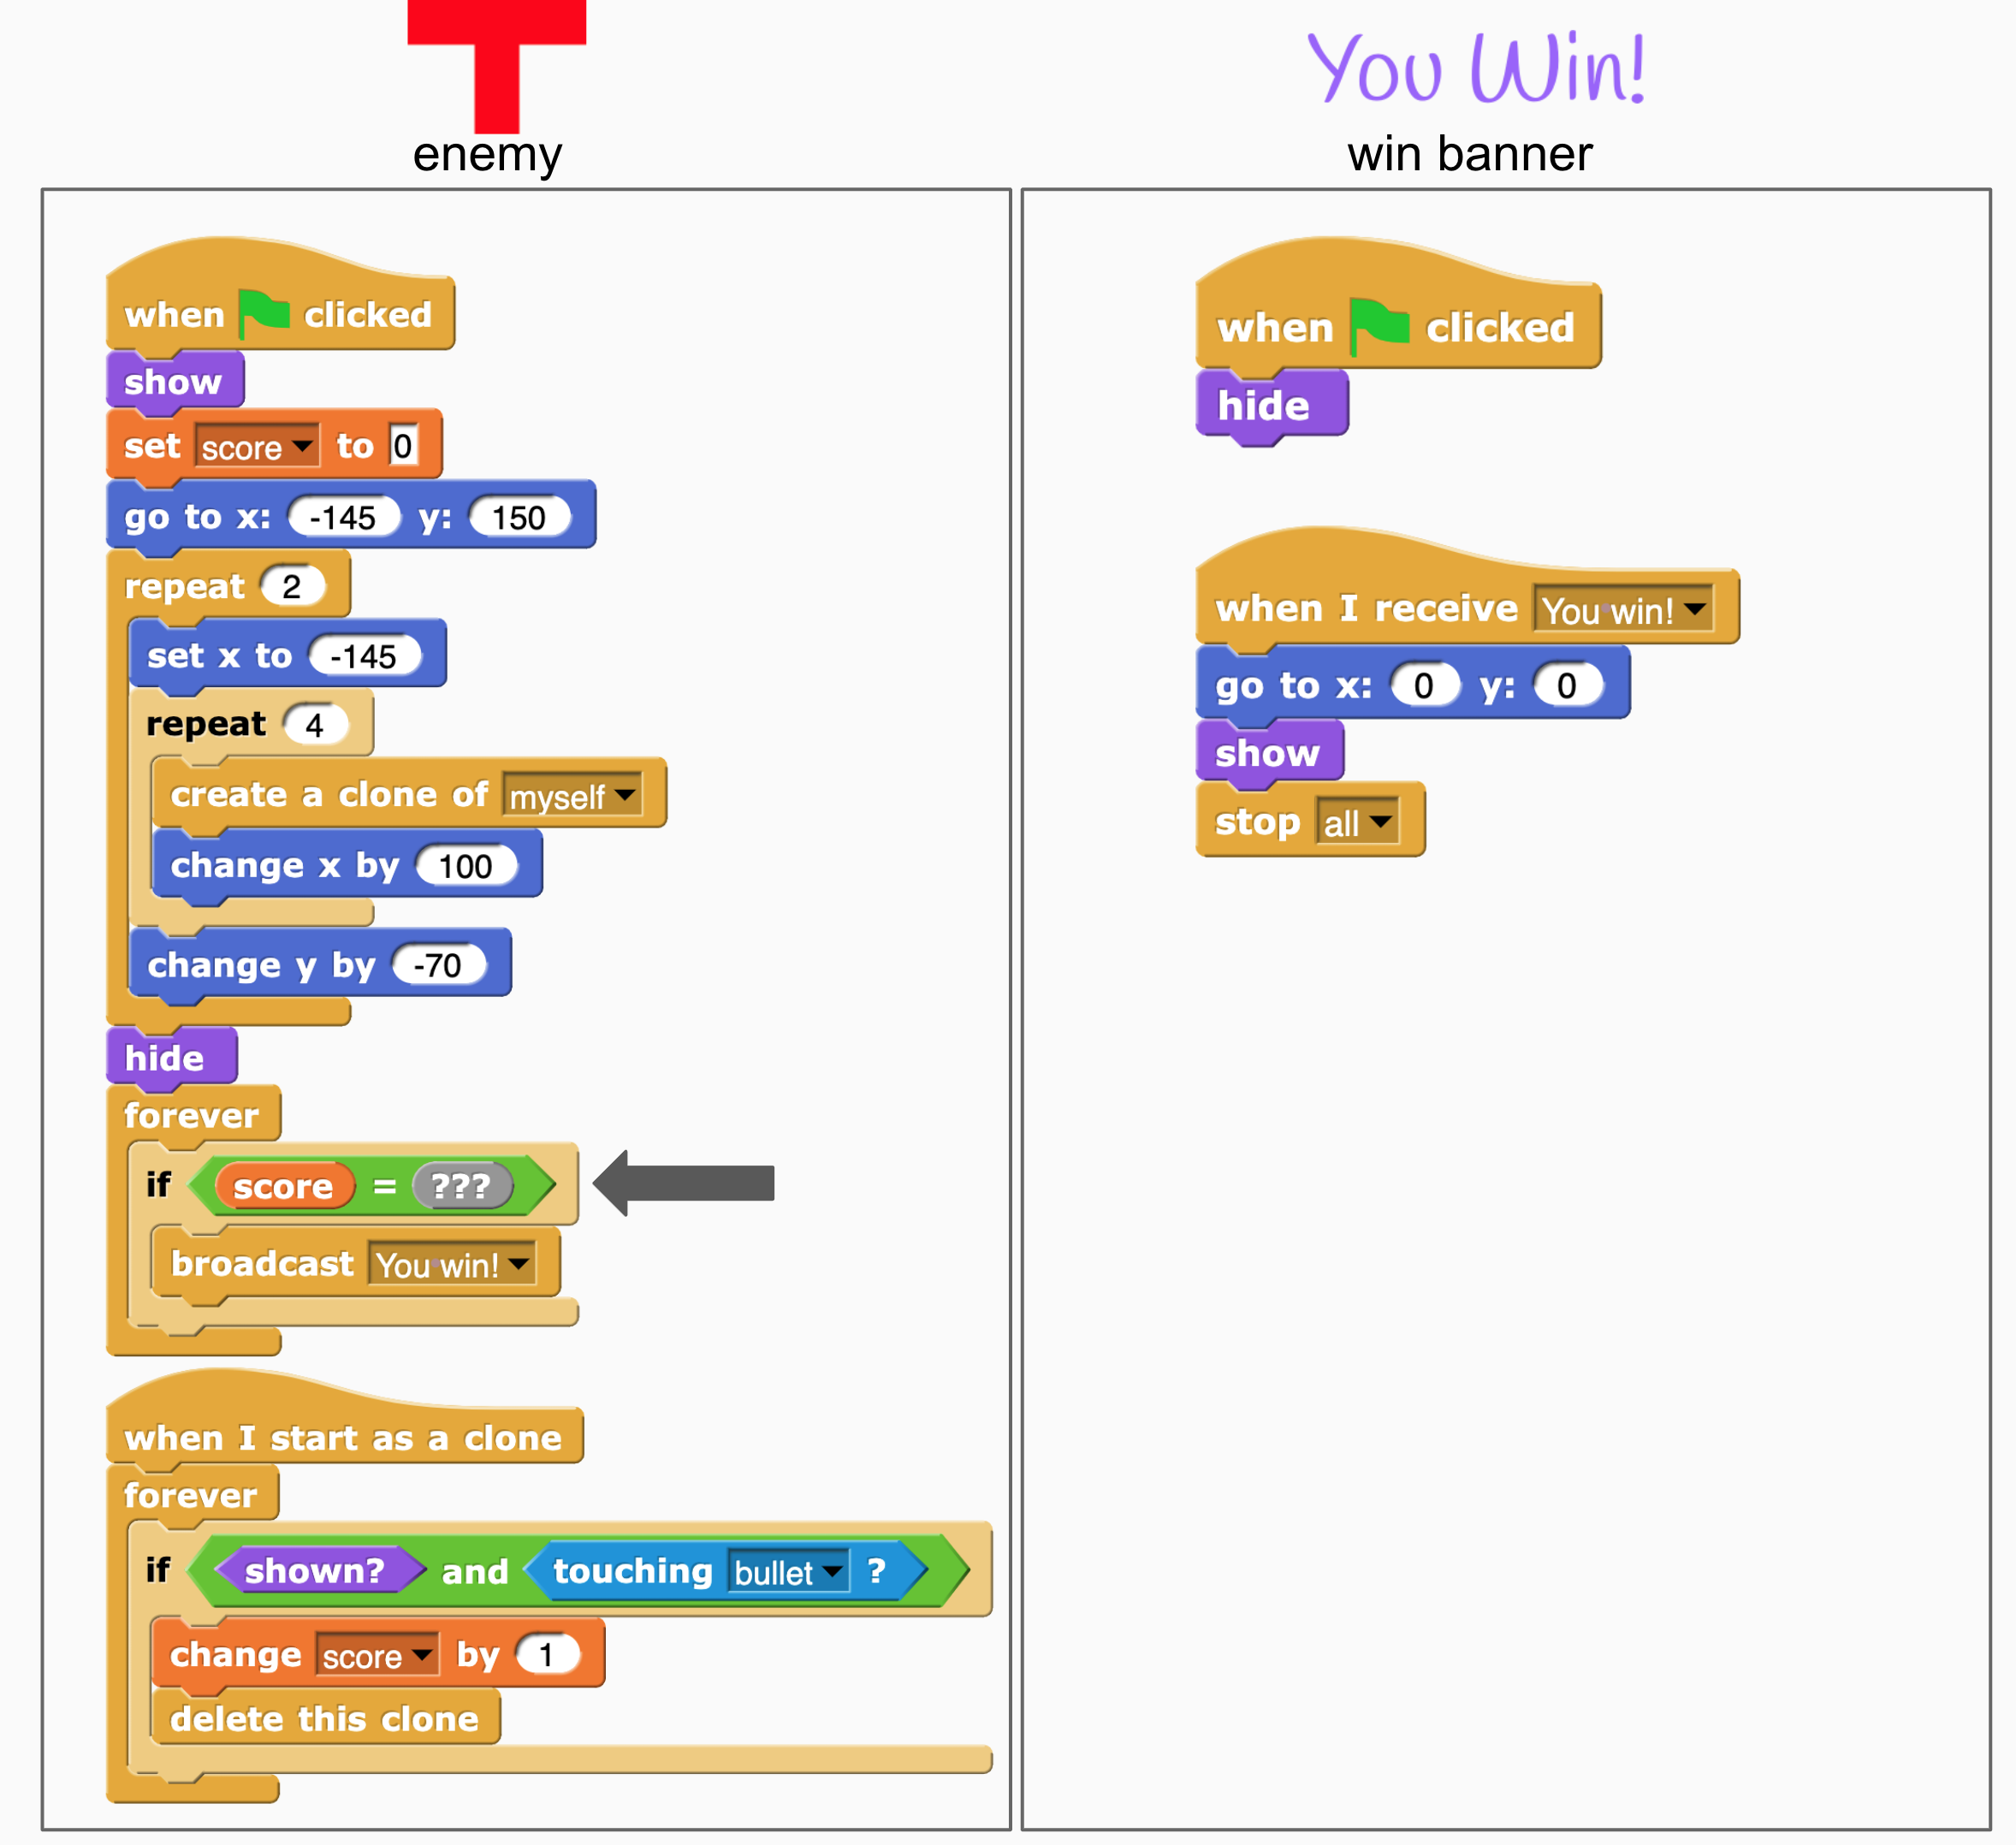 T
enemy
when clicked
show
set score to 0
go to x: -145 y: 150
repeat 2
set x to -145
repeat 4
create a clone of myself
change x by 100
change y by -70
hide
forever
if score = ???
broadcast You win!
when I start as a clone
forever
if shown? and touching bullet ?
change score by 1
delete this clone
You Win!
win banner
when clicked
hide
when I receive You win!
go to x: 0 y: 0
show
stop all